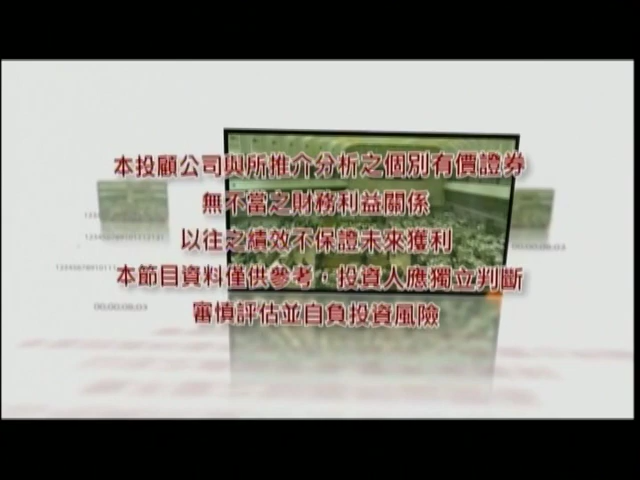 本投顧公司與所推介分析之個別有價證券
無不當之財務利益關係
以往之績效不保證未來獲利
本節目資料僅供參考，投資人應獨立判斷
審慎評估並自負投資風險